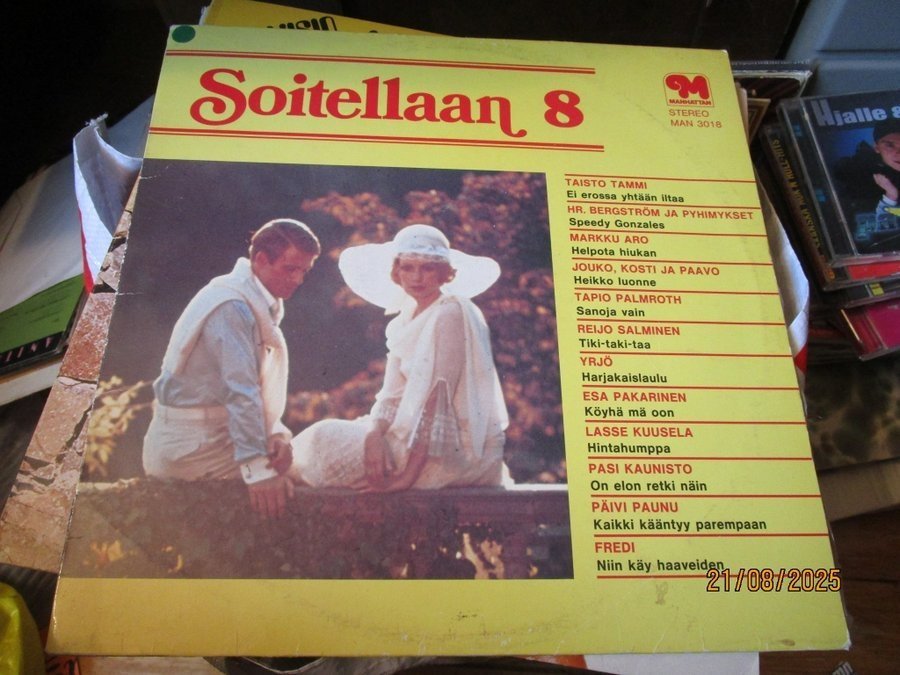 Soitellaan 8
MANHATTAN
STEREO
MAN 3018
TAISTO TAMMI
Ei erossa yhtään iltaa
HR. BERGSTRÖM JA PYHIMYKSET
Speedy Gonzales
MARKKU ARO
Helpota hiukan
JOUKO, KOSTI JA PAAVO
Heikko luonne
TAPIO PALMROTH
Sanoja vain
REIJO SALMINEN
Tiki-taki-taa
YRJÖ
Harjakaislaulu
ESA PAKARINEN
Köyhä mä oon
LASSE KUUSELA
Hintahumppa
PASI KAUNISTO
On elon retki näin
PÄIVI PAUNU
Kaikki kääntyy parempaan
FREDI
Niin käy haaveiden
21/08/2025